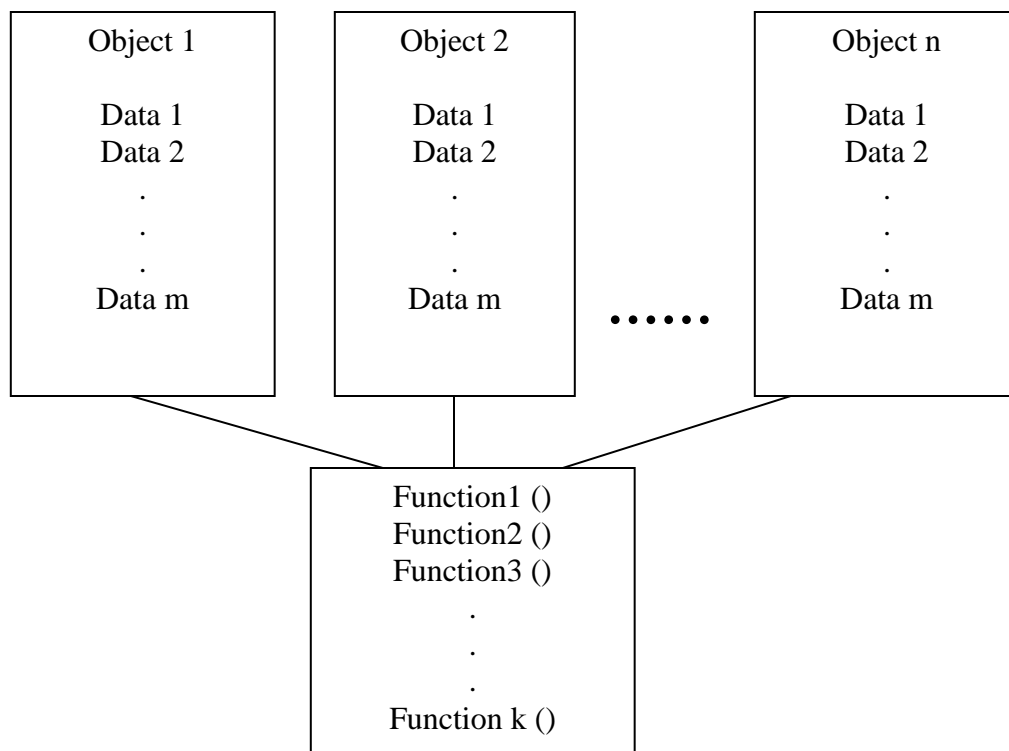 Object 1
Data 1
Data 2
.
.
.
Data m
Object 2
Data 1
Data 2
.
.
.
Data m
......
Object n
Data 1
Data 2
.
.
.
Data m
Function1 ()
Function2 ()
Function3 ()
.
.
.
Function k ()